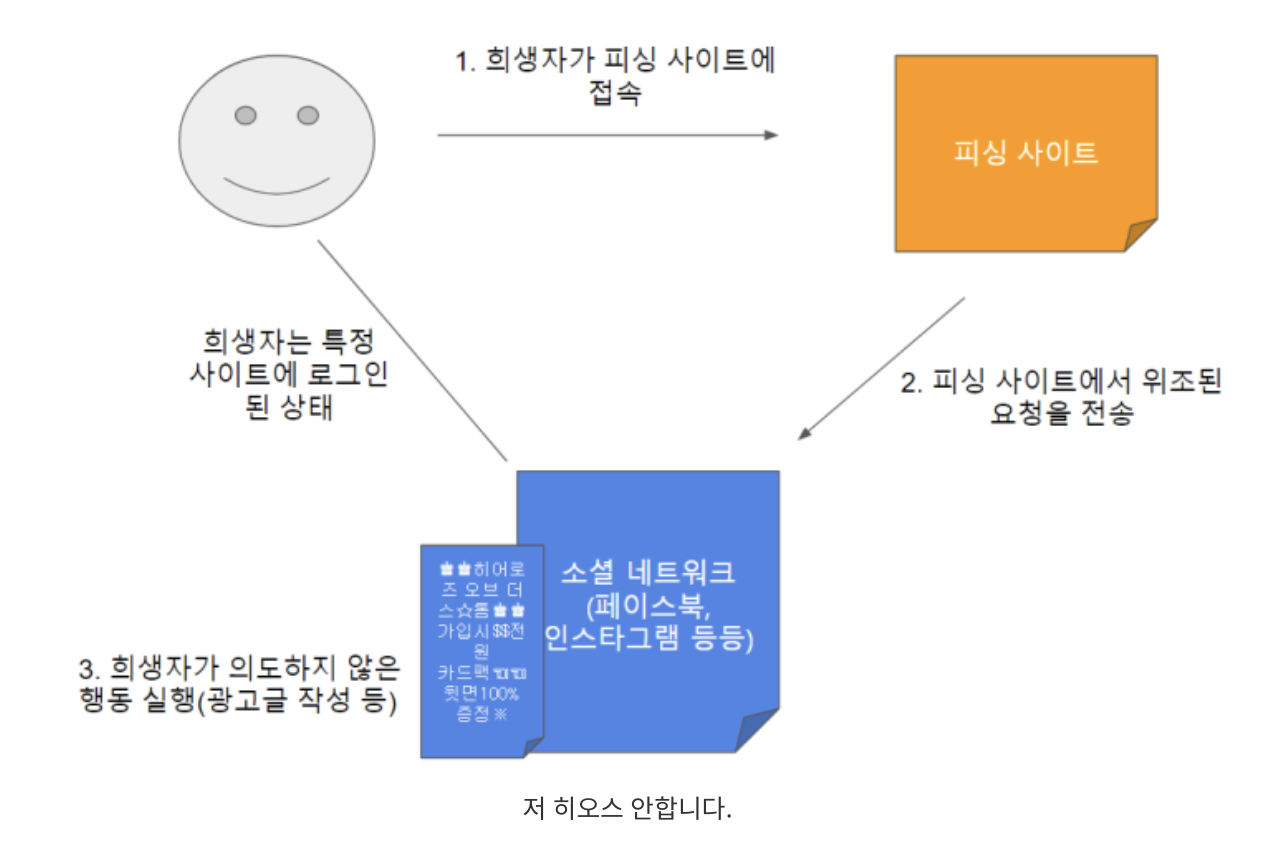 1. 희생자가 피싱 사이트에
접속
피싱 사이트
희생자는 특정
사이트에 로그인
된 상태
2. 피싱 사이트에서 위조된
요청을 전송
소셜 네트워크
(페이스북,
인스타그램 등등)
히어로
즈 오브 더
스☆톰
가입시$$전
원
카드팩
뒷면100%
증정※
3. 희생자가 의도하지 않은
행동 실행(광고글 작성 등)
저 히오스 안합니다.